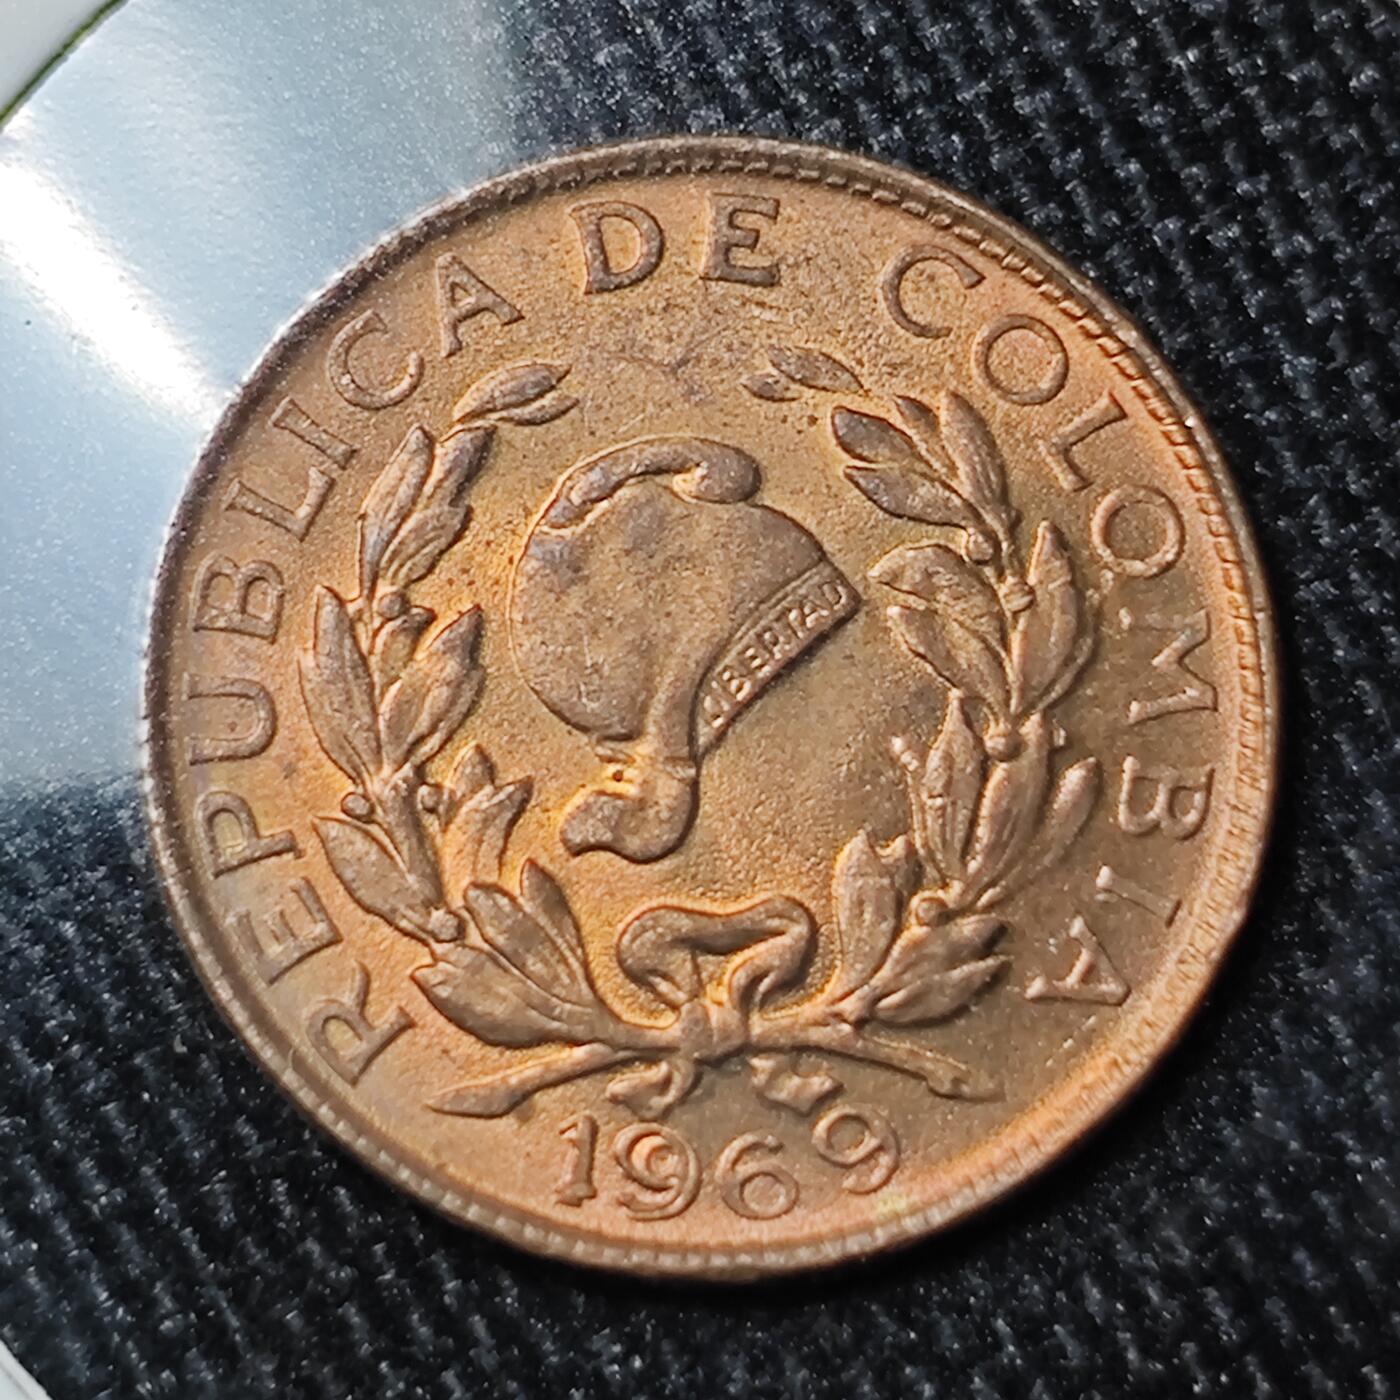 REPUBLICA DE COLOMBIA
LIBERTAD
1969